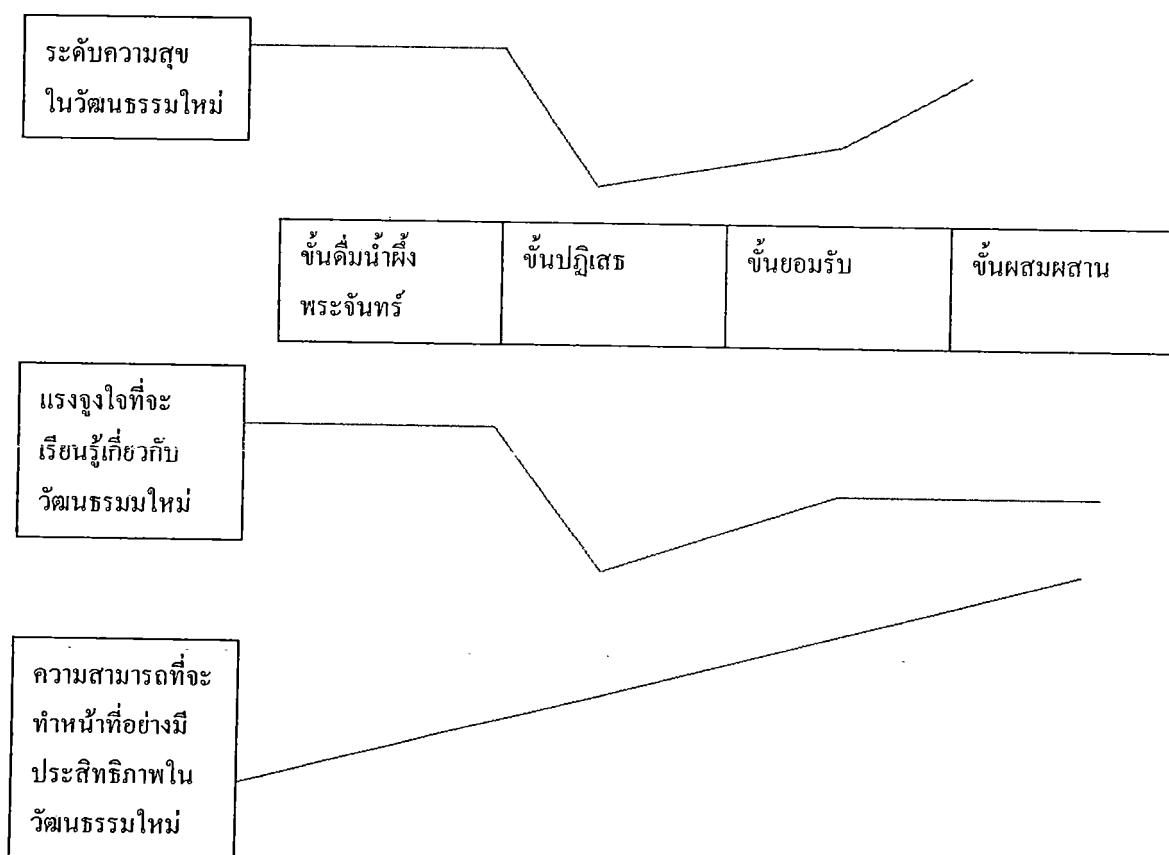 ระดับความสุข
ในวัฒนธรรมใหม่
ขั้นดื่มน้ำผึ้ง
พระจันทร์
ขั้นปฏิเสธ
ขั้นยอมรับ
ขั้นผสมผสาน
แรงจูงใจที่จะ
เรียนรู้เกี่ยวกับ
วัฒนธรมมใหม่
ความสามารถที่จะ
ทำหน้าที่อย่างมี
ประสิทธิภาพใน
วัฒนธรรมใหม่